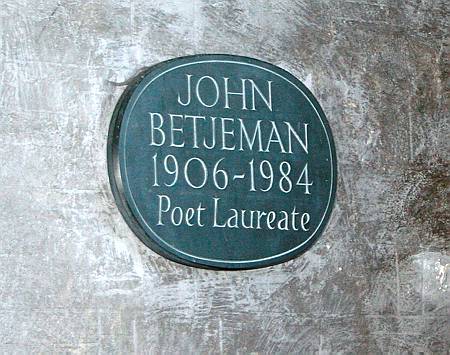 JOHN
BETJEMAN
1906-1984
Poet Laureate